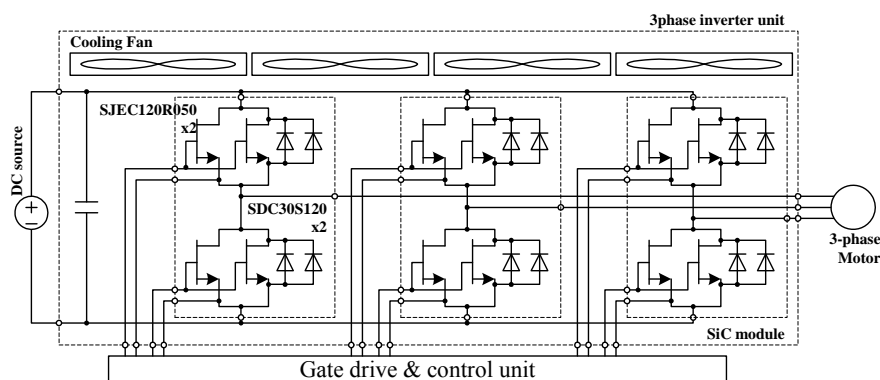 3phase inverter unit
Cooling Fan
SJEC120R050
x2
DC source
SDC30S120
x2
3-phase
Motor
SiC module
Gate drive & control unit